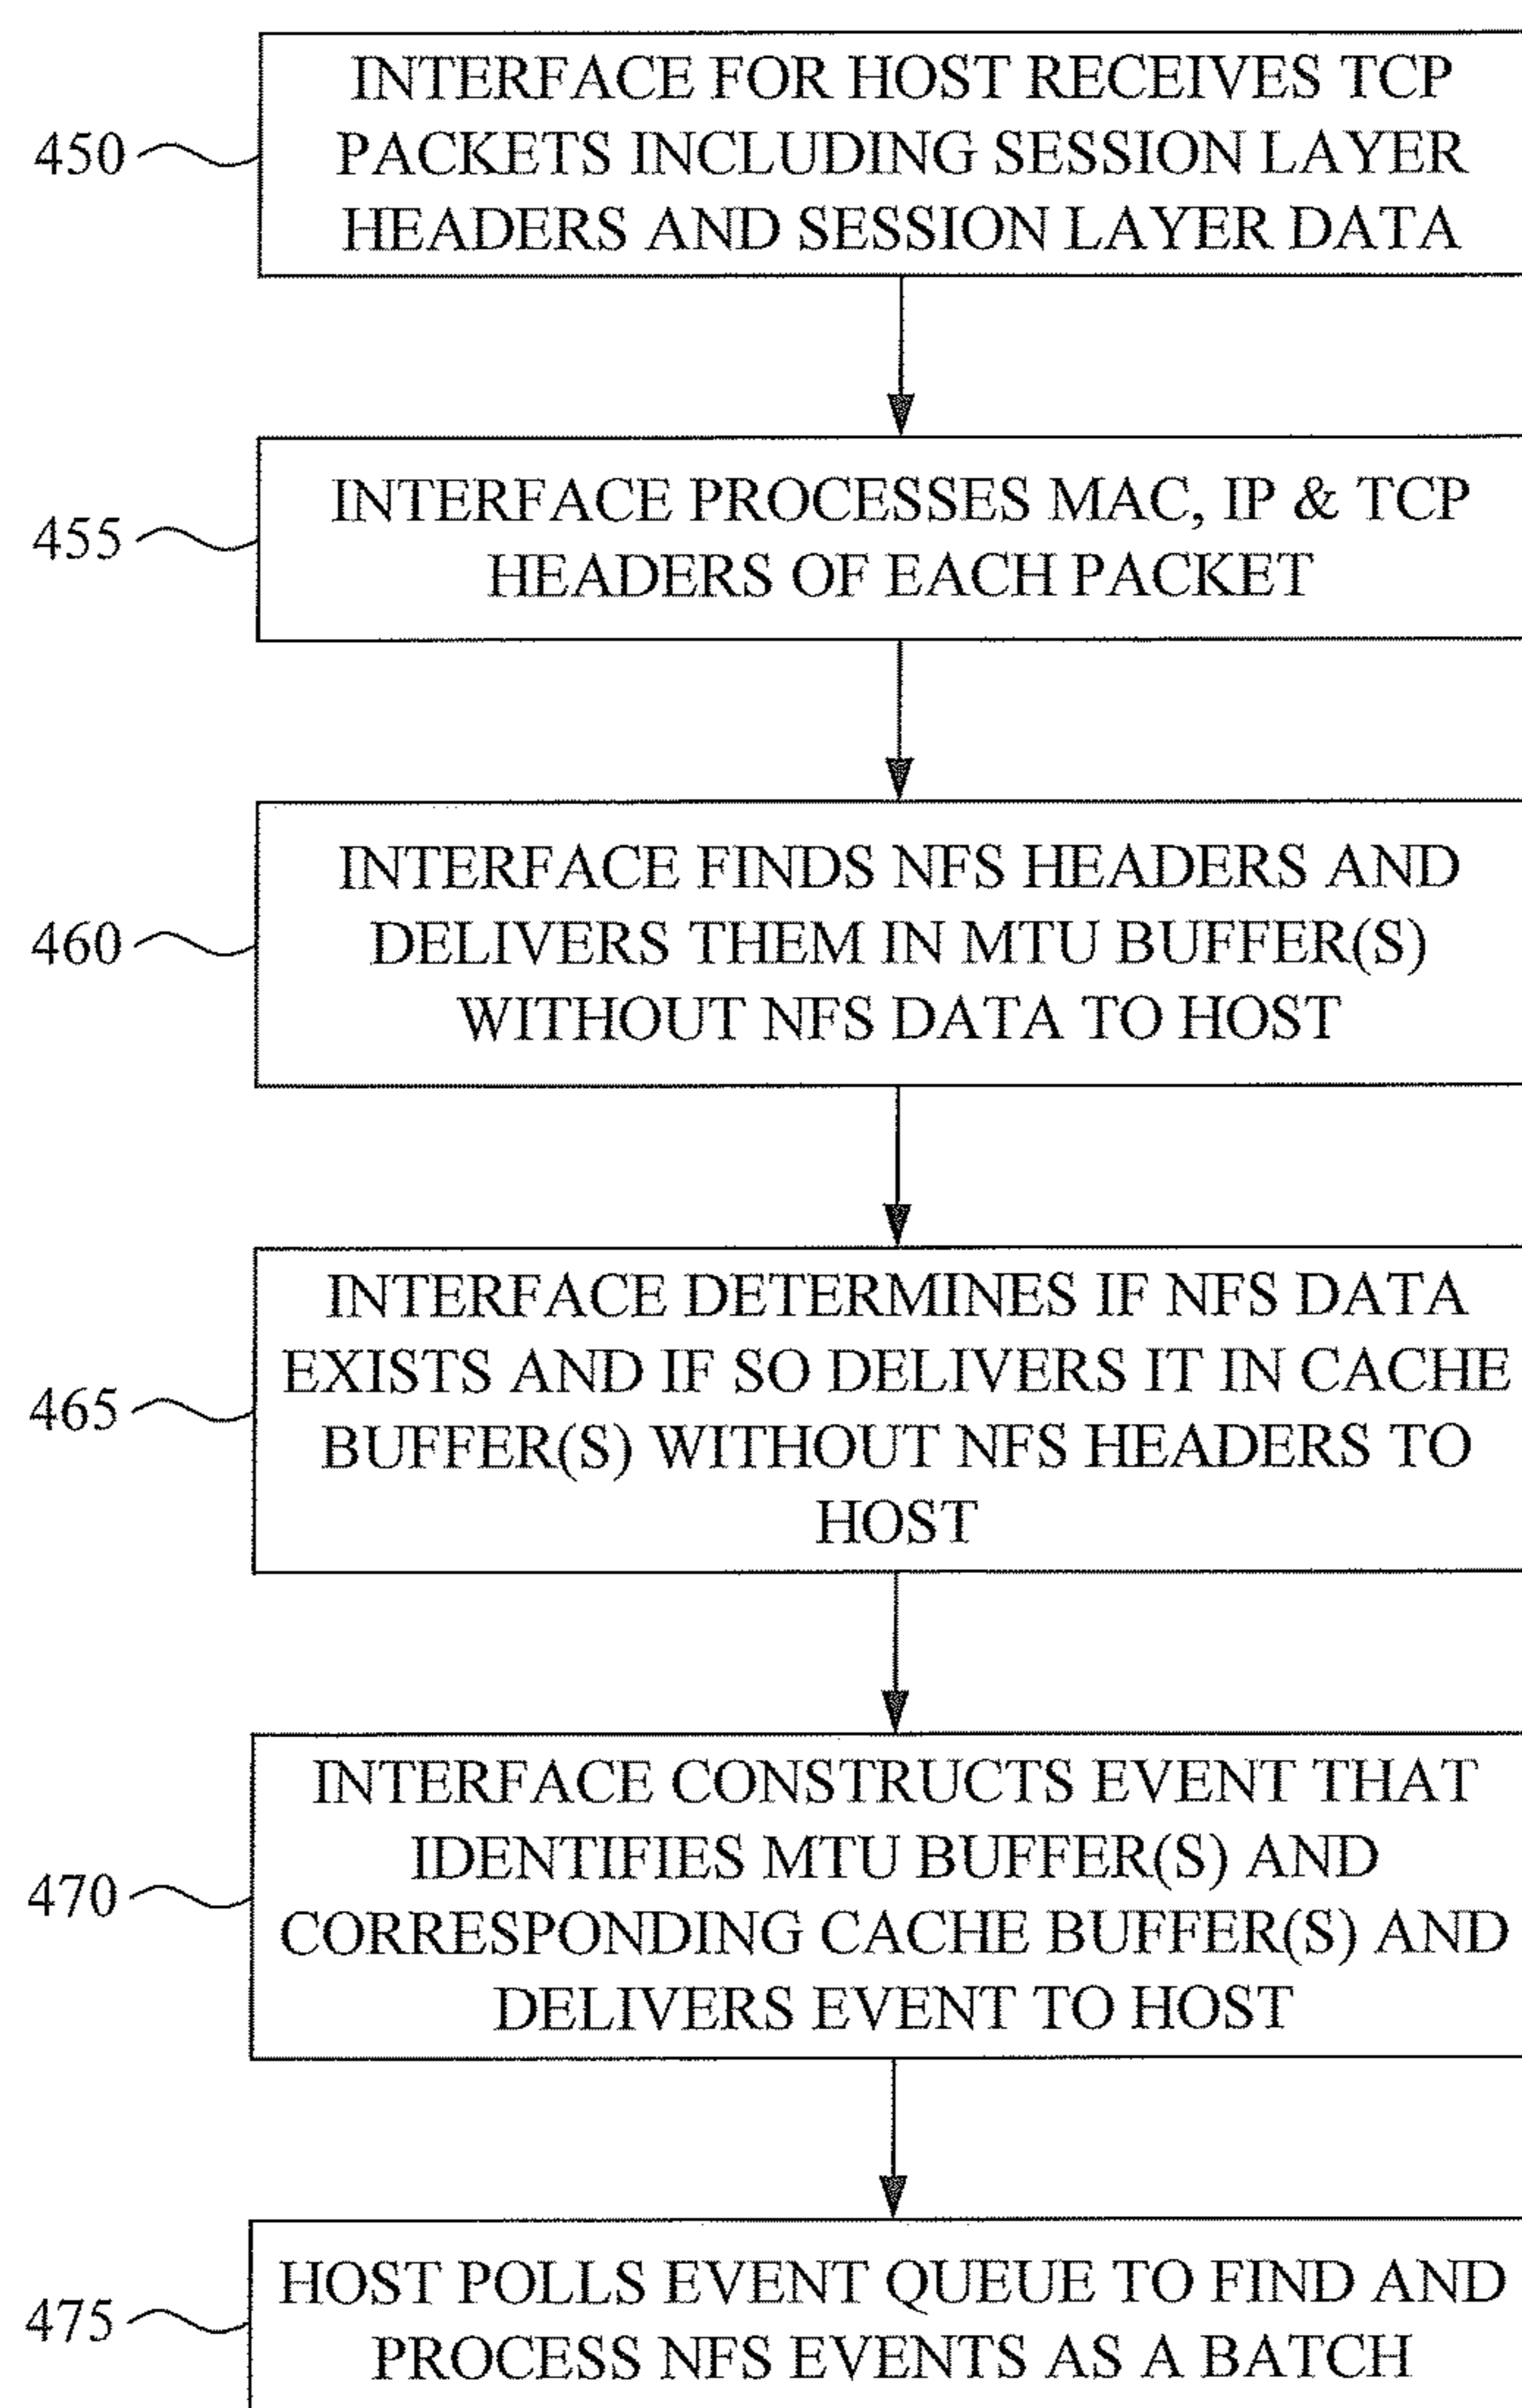 INTERFACE FOR HOST RECEIVES TCP
450 PACKETS INCLUDING SESSION LAYER
HEADERS AND SESSION LAYER DATA
INTERFACE PROCESSES MAC, IP & TCP
455 HEADERS OF EACH PACKET
INTERFACE FINDS NFS HEADERS AND
460 DELIVERS THEM IN MTU BUFFER(S)
WITHOUT NFS DATA TO HOST
INTERFACE DETERMINES IF NFS DATA
EXISTS AND IF SO DELIVERS IT IN CACHE
465 BUFFER(S) WITHOUT NFS HEADERS TO
HOST
INTERFACE CONSTRUCTS EVENT THAT
IDENTIFIES MTU BUFFER(S) AND
470 CORRESPONDING CACHE BUFFER(S) AND
DELIVERS EVENT TO HOST
HOST POLLS EVENT QUEUE TO FIND AND
475 PROCESS NFS EVENTS AS A BATCH